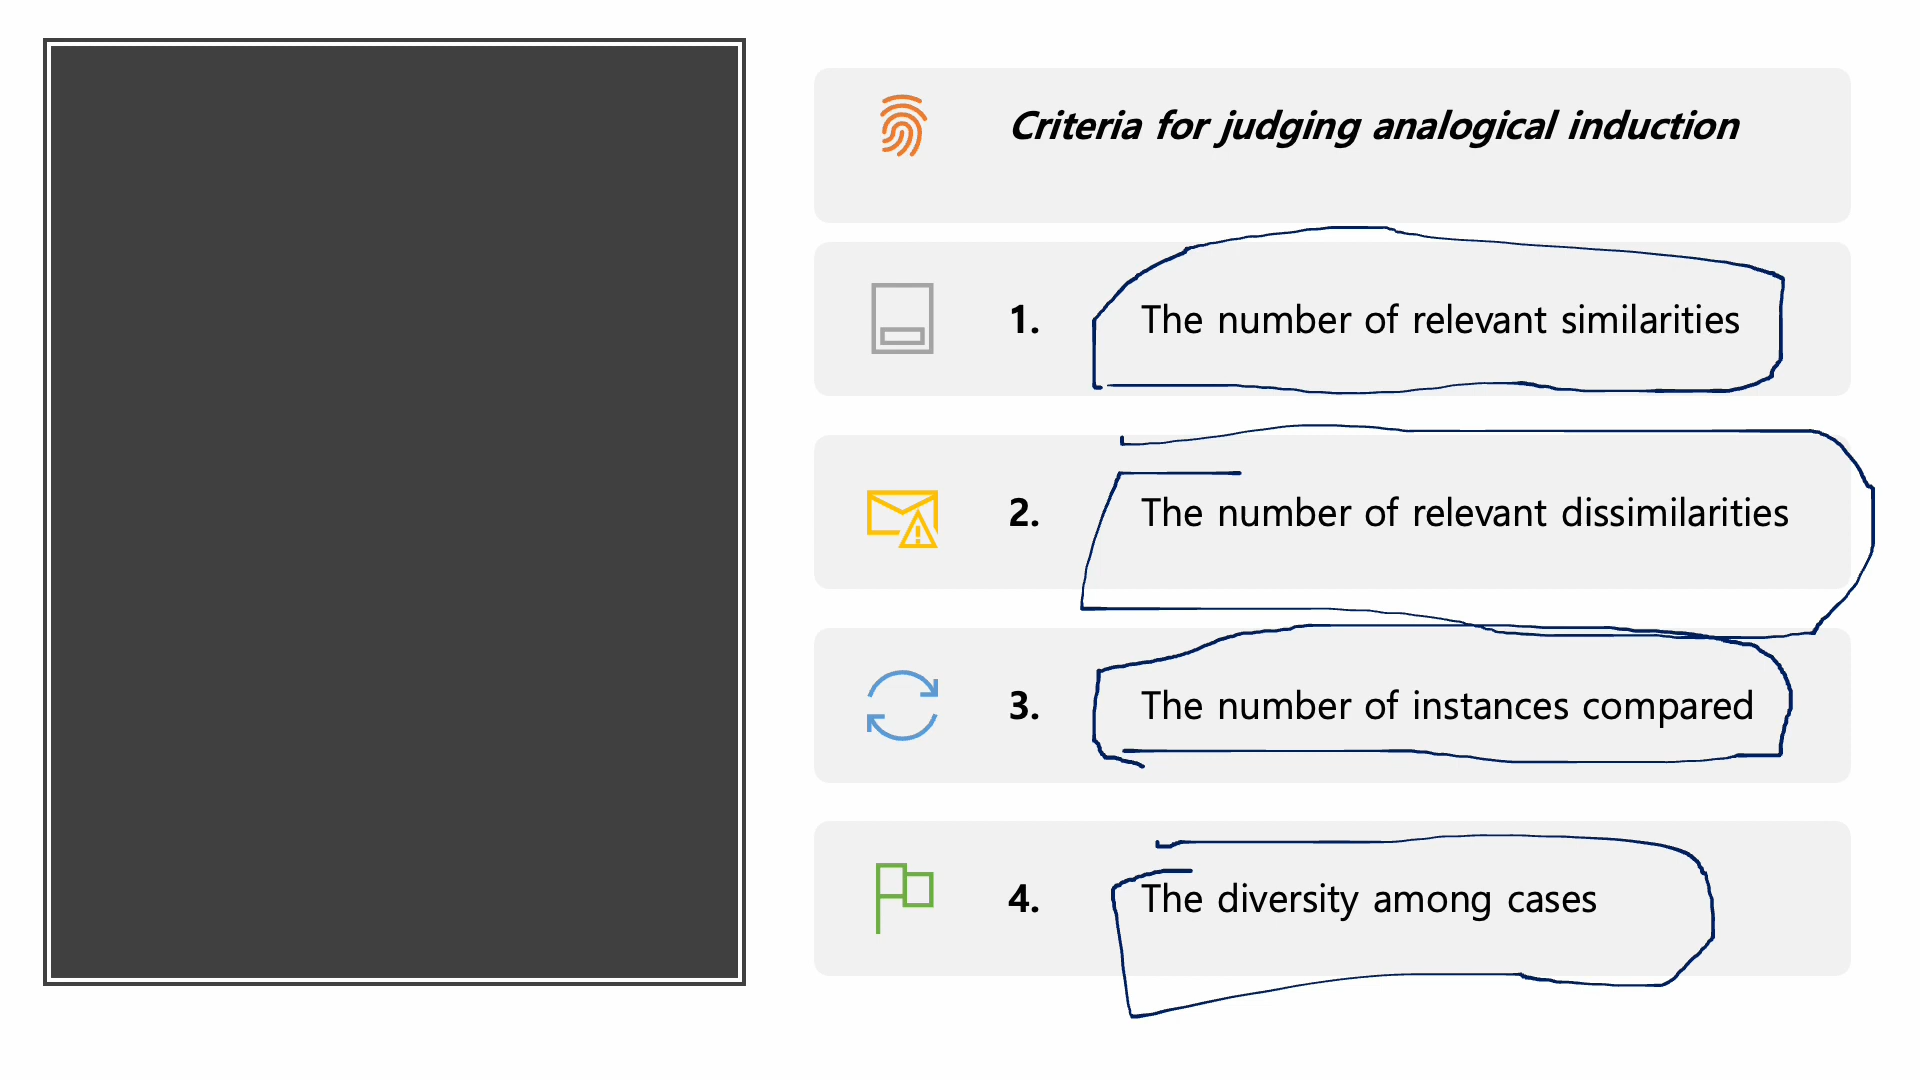 Criteria for judging analogical induction
1. The number of relevant similarities
2. The number of relevant dissimilarities
3. The number of instances compared
4. The diversity among cases